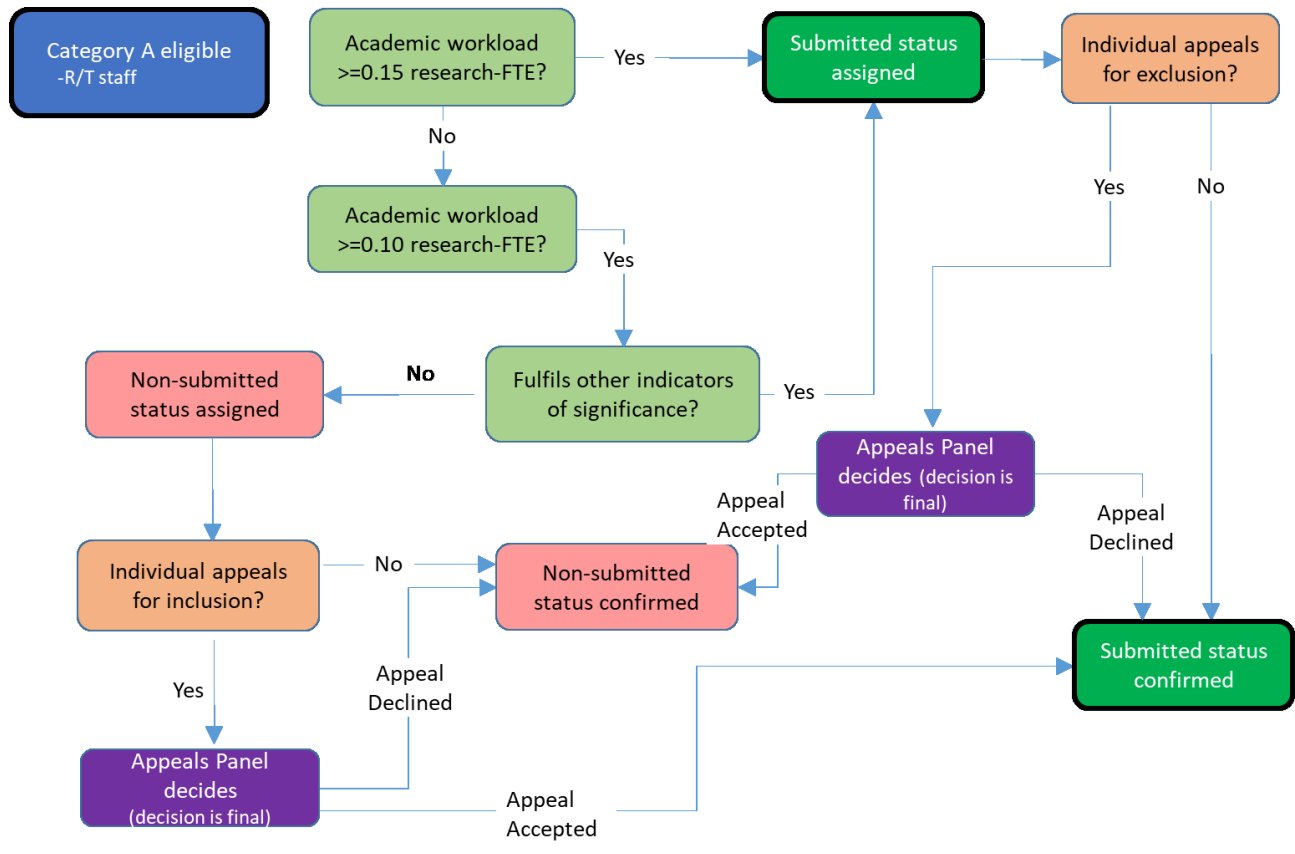 Category A eligible
-R/T staff
Academic workload
>=0.15 research-FTE?
Yes
Submitted status
assigned
Individual appeals
for exclusion?
No
Yes
No
Academic workload
>=0.10 research-FTE?
Yes
Non-submitted
status assigned
No
Fulfils other indicators
of significance?
Yes
Appeals Panel
decides (decision is
final)
Appeal
Accepted
Appeal
Declined
Individual appeals
for inclusion?
No
Non-submitted
status confirmed
Submitted status
confirmed
Yes
Appeal
Declined
Appeals Panel
decides
(decision is final)
Appeal
Accepted